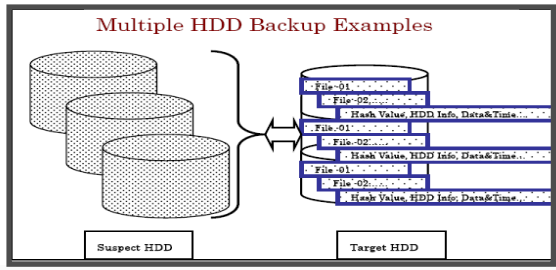 Multiple HDD Backup Examples
File-01
File-02.....
Hash Value, HDD Info, Data&Time...
File-01
File-02.....
Hash Value, HDD Info, Data&Time...
File-01
File-02.....
Hash Value, HDD Info, Data&Time...
Suspect HDD
Target HDD